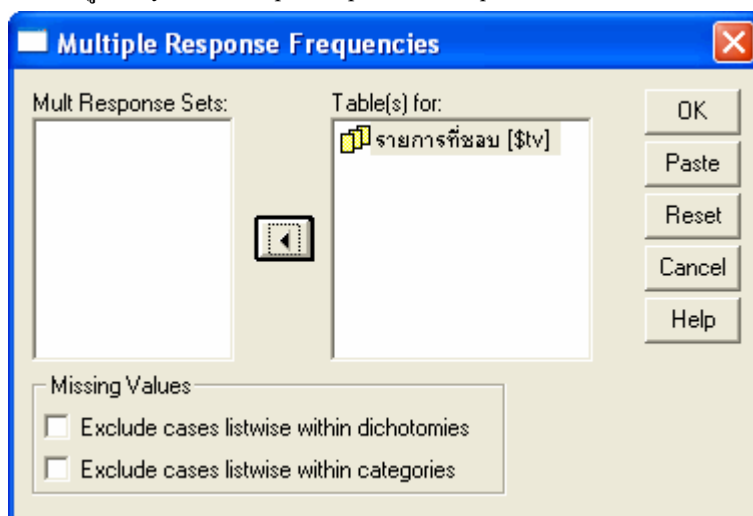 Multiple Response Frequencies
Mult Response Sets:
Table(s) for:
รายการที่ชอบ [$tv]
OK
Paste
Reset
Cancel
Help
Missing Values
Exclude cases listwise within dichotomies
Exclude cases listwise within categories